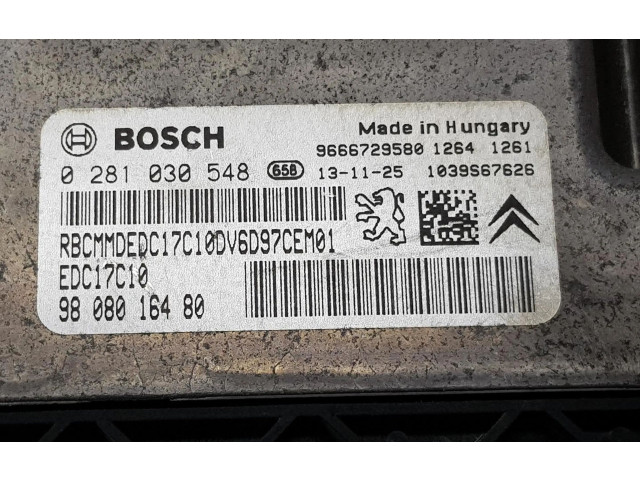 BOSCH Made in Hungary
9666729580 1264 1261
0 281 030 548 658 13-11-25 1039S67626
RBCMMDEDC17C10DV6D97CEM01
EDC17C10
98 080 164 80